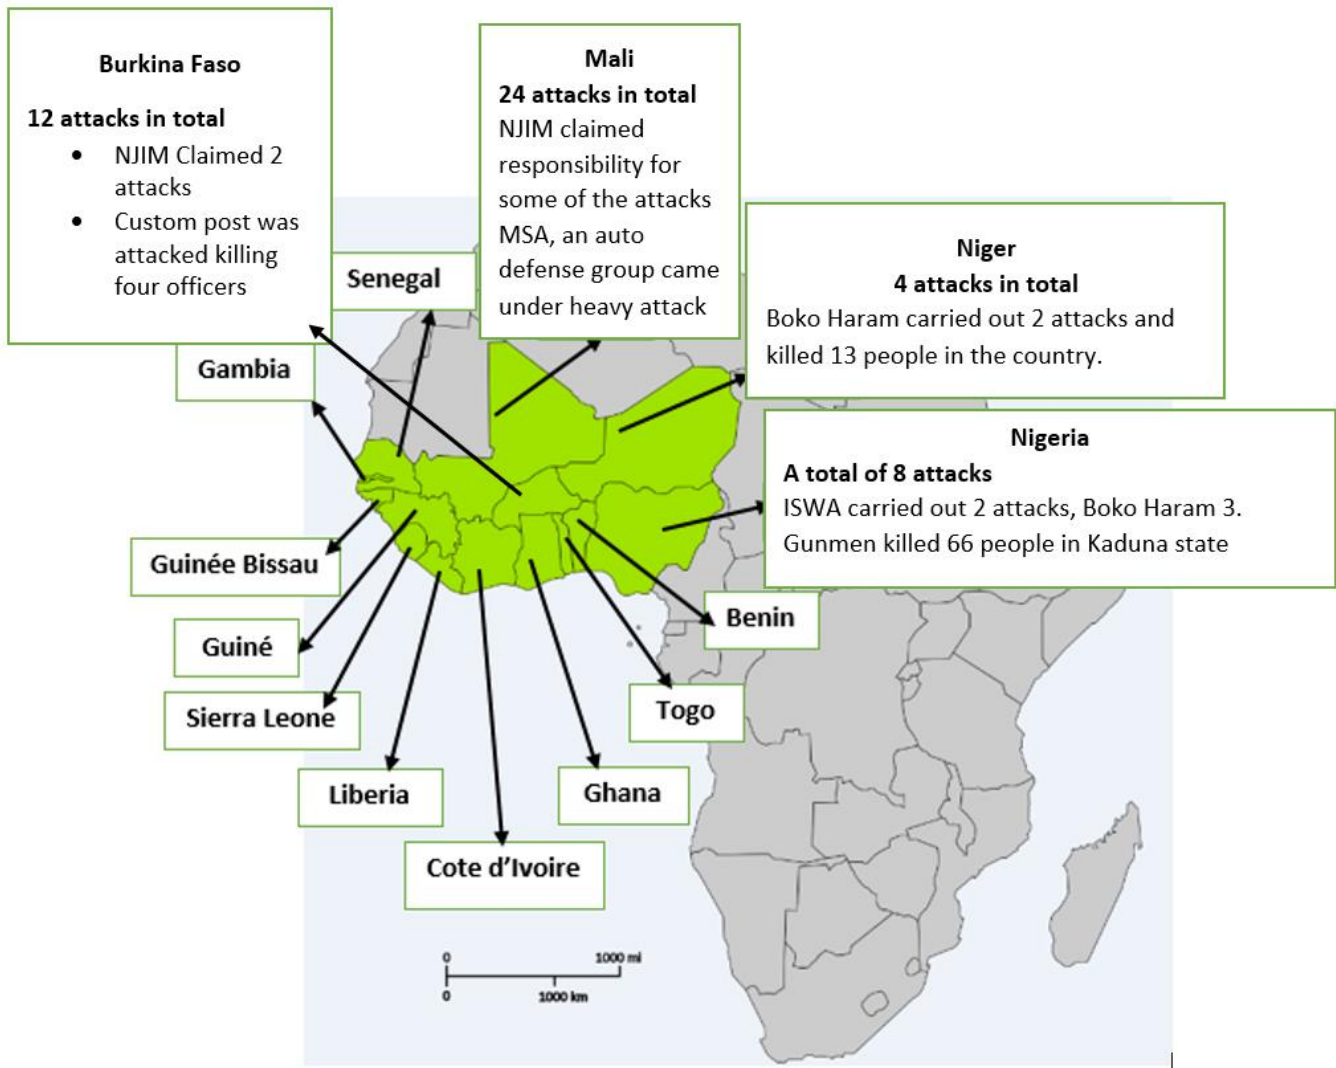 Burkina Faso
12 attacks in total
• NJIM Claimed 2
attacks
• Custom post was
attacked killing
four officers
Mali
24 attacks in total
NJIM claimed
responsibility for
some of the attacks
MSA, an auto
defense group came
under heavy attack
Niger
4 attacks in total
Boko Haram carried out 2 attacks and
killed 13 people in the country.
Nigeria
A total of 8 attacks
ISWA carried out 2 attacks, Boko Haram 3.
Gunmen killed 66 people in Kaduna state
Senegal
Gambia
Guinée Bissau
Guiné
Sierra Leone
Liberia
Cote d’Ivoire
Ghana
Togo
Benin
0 1000 mi
0 1000 km